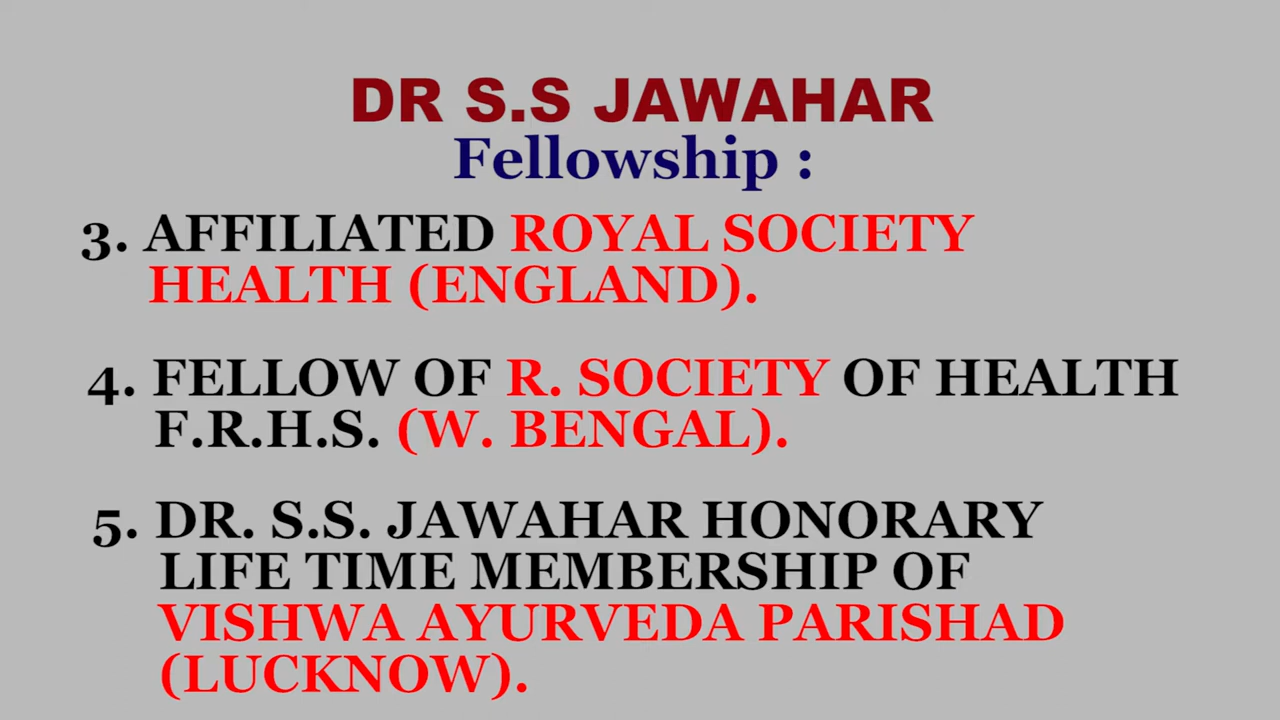 DR S.S JAWAHAR
Fellowship :
3. AFFILIATED ROYAL SOCIETY
HEALTH (ENGLAND).
4. FELLOW OF R. SOCIETY OF HEALTH
F.R.H.S. (W. BENGAL).
5. DR. S.S. JAWAHAR HONORARY
LIFE TIME MEMBERSHIP OF
VISHWA AYURVEDA PARISHAD
(LUCKNOW).